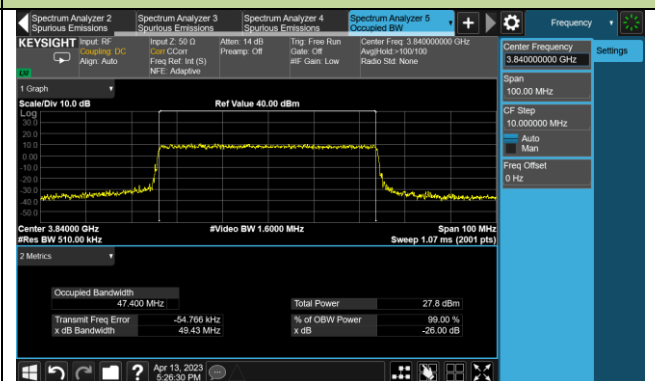 Spectrum Analyzer 2 Spurious Emissions
Spectrum Analyzer 3 Spurious Emissions
Spectrum Analyzer 4 Spurious Emissions
Spectrum Analyzer 5 Occupied BW
Frequency
KEYSIGHT
Input: RF
Coupling: DC
Align: Auto
Input Z: 50 Ω
Corr CCorr
Freq Ref: Int (S)
NFE: Adaptive
Atten: 14 dB
Preamp: Off
Trig: Free Run
Gate: Off
#IF Gain: Low
Center Freq: 3.840000000 GHz
Avg|Hold:>100/100
Radio Std: None
LXI
Center Frequency
3.840000000 GHz
Settings
Span
100.00 MHz
CF Step
10.000000 MHz
Auto
Man
Freq Offset
0 Hz
1 Graph
Scale/Div 10.0 dB
Ref Value 40.00 dBm
Log
30.0
20.0
10.0
0.00
-10.0
-20.0
-30.0
-40.0
-50.0
Center 3.84000 GHz
#Video BW 1.6000 MHz
Span 100 MHz
#Res BW 510.00 kHz
Sweep 1.07 ms (2001 pts)
2 Metrics
Occupied Bandwidth
47.400 MHz
Total Power 27.8 dBm
Transmit Freq Error -54.766 kHz
% of OBW Power 99.00 %
x dB Bandwidth 49.43 MHz
x dB -26.00 dB
Apr 13, 2023
5:26:30 PM